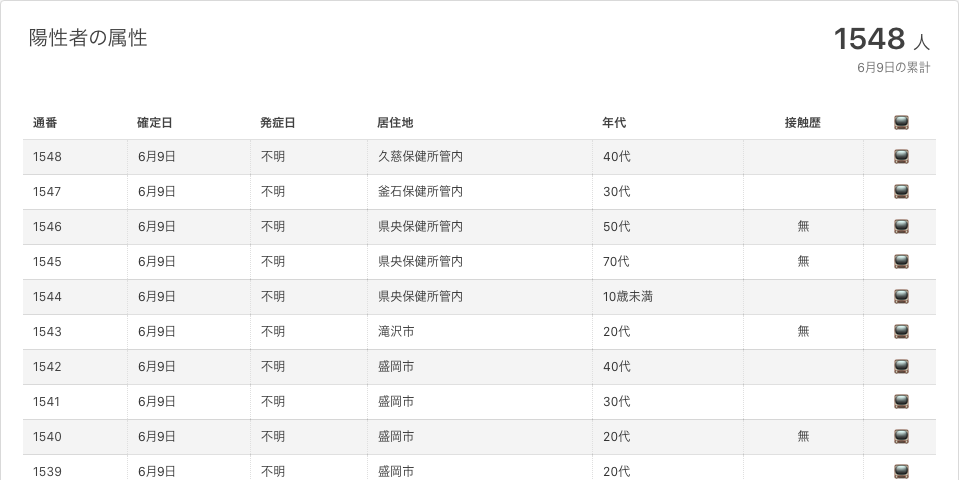 陽性者の属性
1548 人
6月9日の累計
通番 確定日 発症日 居住地 年代 接触歴
1548 6月9日 不明 久慈保健所管内 40代
1547 6月9日 不明 釜石保健所管内 30代
1546 6月9日 不明 県央保健所管内 50代 無
1545 6月9日 不明 県央保健所管内 70代 無
1544 6月9日 不明 県央保健所管内 10歳未満
1543 6月9日 不明 滝沢市 20代 無
1542 6月9日 不明 盛岡市 40代
1541 6月9日 不明 盛岡市 30代
1540 6月9日 不明 盛岡市 20代 無
1539 6月9日 不明 盛岡市 20代